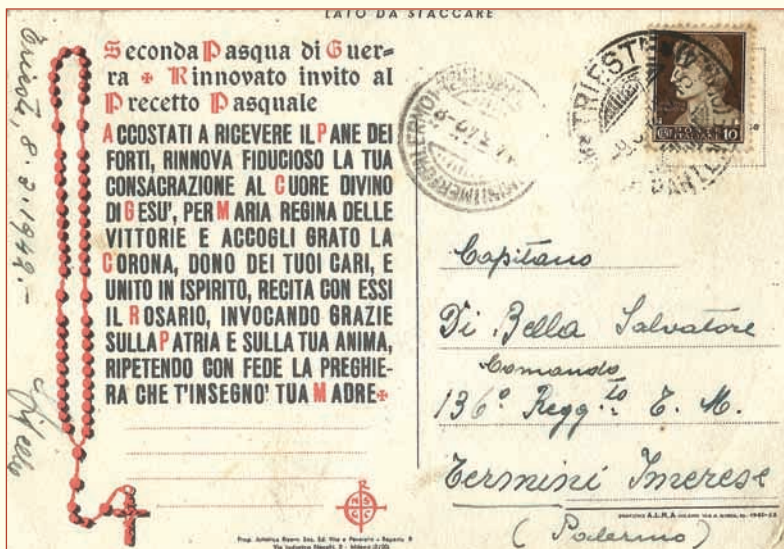 LATO DA STACCARE
Seconda Pasqua di Guer-
ra ✠ Rinnovato invito al
Precetto Pasquale
ACCOSTATI A RICEVERE IL PANE DEI
FORTI, RINNOVA FIDUCIOSO LA TUA
CONSACRAZIONE AL CUORE DIVINO
DI GESU', PER MARIA REGINA DELLE
VITTORIE E ACCOGLI GRATO LA
CORONA, DONO DEI TUOI CARI, E
UNITO IN ISPIRITO, RECITA CON ESSI
IL ROSARIO, INVOCANDO GRAZIE
SULLA PATRIA E SULLA TUA ANIMA,
RIPETENDO CON FEDE LA PREGHIE-
RA CHE T'INSEGNO' TUA MADRE✠
Trieste, 8.3.1942.-
TRIESTE
10
Capitano
Di Bella Salvatore
Comando
136° Regg.to T. M.
Termini Imerese
(Palermo)